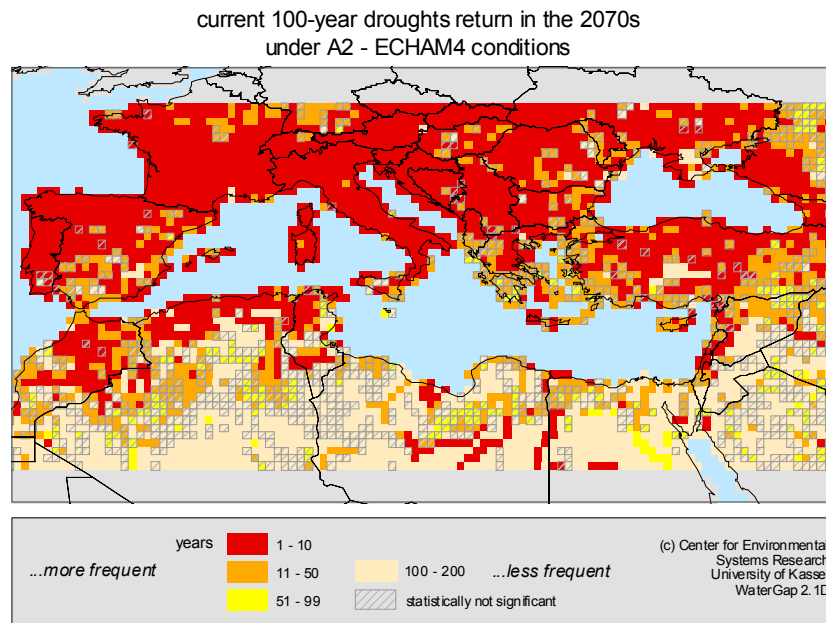 current 100-year droughts return in the 2070s
under A2 - ECHAM4 conditions
years
1 - 10
...more frequent
11 - 50
100 - 200
...less frequent
51 - 99
statistically not significant
(c) Center for Environmental
Systems Research
University of Kasse
WaterGap 2.1D